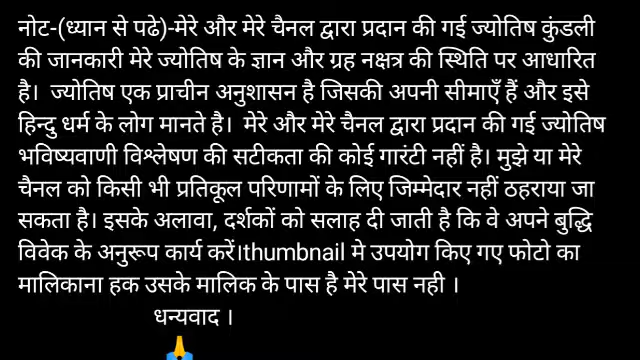 नोट-(ध्यान से पढे)-मेरे और मेरे चैनल द्वारा प्रदान की गई ज्योतिष कुंडली
की जानकारी मेरे ज्योतिष के ज्ञान और ग्रह नक्षत्र की स्थिति पर आधारित
है। ज्योतिष एक प्राचीन अनुशासन है जिसकी अपनी सीमाएँ हैं और इसे
हिन्दु धर्म के लोग मानते है। मेरे और मेरे चैनल द्वारा प्रदान की गई ज्योतिष
भविष्यवाणी विश्लेषण की सटीकता की कोई गारंटी नहीं है। मुझे या मेरे
चैनल को किसी भी प्रतिकूल परिणामों के लिए जिम्मेदार नहीं ठहराया जा
सकता है। इसके अलावा, दर्शकों को सलाह दी जाती है कि वे अपने बुद्धि
विवेक के अनुरूप कार्य करें।thumbnail मे उपयोग किए गए फोटो का
मालिकाना हक उसके मालिक के पास है मेरे पास नही ।
धन्यवाद ।